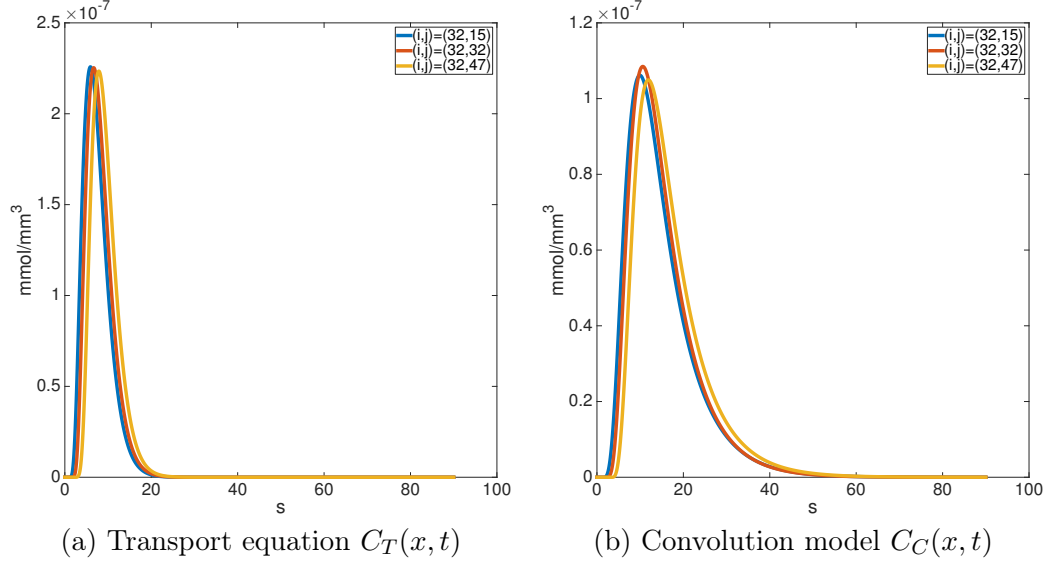 ×10⁻⁷
2.5
2
1.5
1
0.5
0
mmol/mm³
0 20 40 60 80 100
s
(i,j)=(32,15)
(i,j)=(32,32)
(i,j)=(32,47)
(a) Transport equation C_T(x, t)
×10⁻⁷
1.2
1
0.8
0.6
0.4
0.2
0
mmol/mm³
0 20 40 60 80 100
s
(i,j)=(32,15)
(i,j)=(32,32)
(i,j)=(32,47)
(b) Convolution model C_C(x, t)